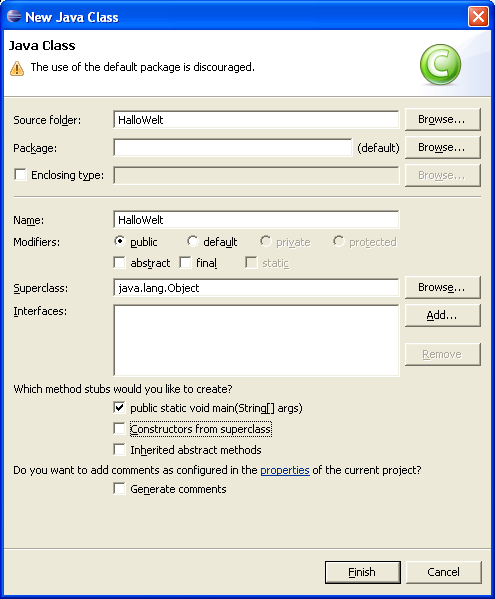 New Java Class
Java Class
The use of the default package is discouraged.
C
Source folder: HalloWelt Browse...
Package: (default) Browse...
Enclosing type: Browse...
Name: HalloWelt
Modifiers: public default private protected
abstract final static
Superclass: java.lang.Object Browse...
Interfaces: Add...
Remove
Which method stubs would you like to create?
public static void main(String[] args)
Constructors from superclass
Inherited abstract methods
Do you want to add comments as configured in the properties of the current project?
Generate comments
Finish Cancel